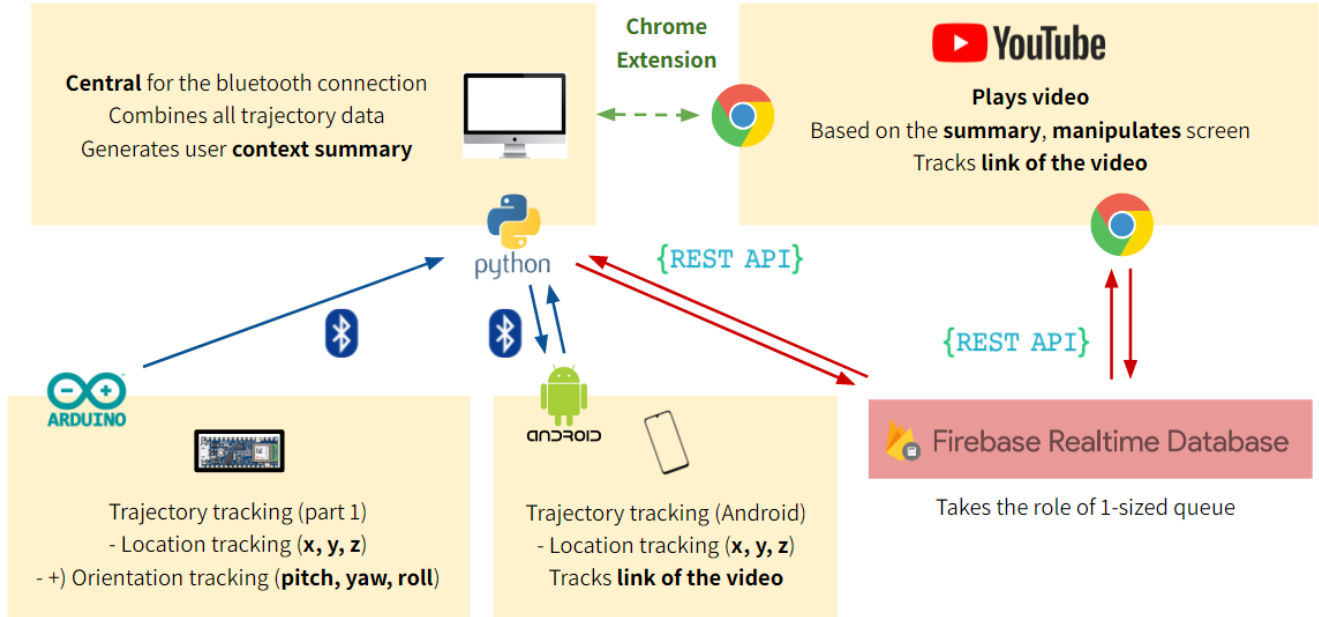 Central for the bluetooth connection
Combines all trajectory data
Generates user context summary
Chrome
Extension
YouTube
Plays video
Based on the summary, manipulates screen
Tracks link of the video
python
{REST API}
{REST API}
ARDUINO
Trajectory tracking (part 1)
- Location tracking (x, y, z)
- +) Orientation tracking (pitch, yaw, roll)
ANDROID
Trajectory tracking (Android)
- Location tracking (x, y, z)
Tracks link of the video
Firebase Realtime Database
Takes the role of 1-sized queue